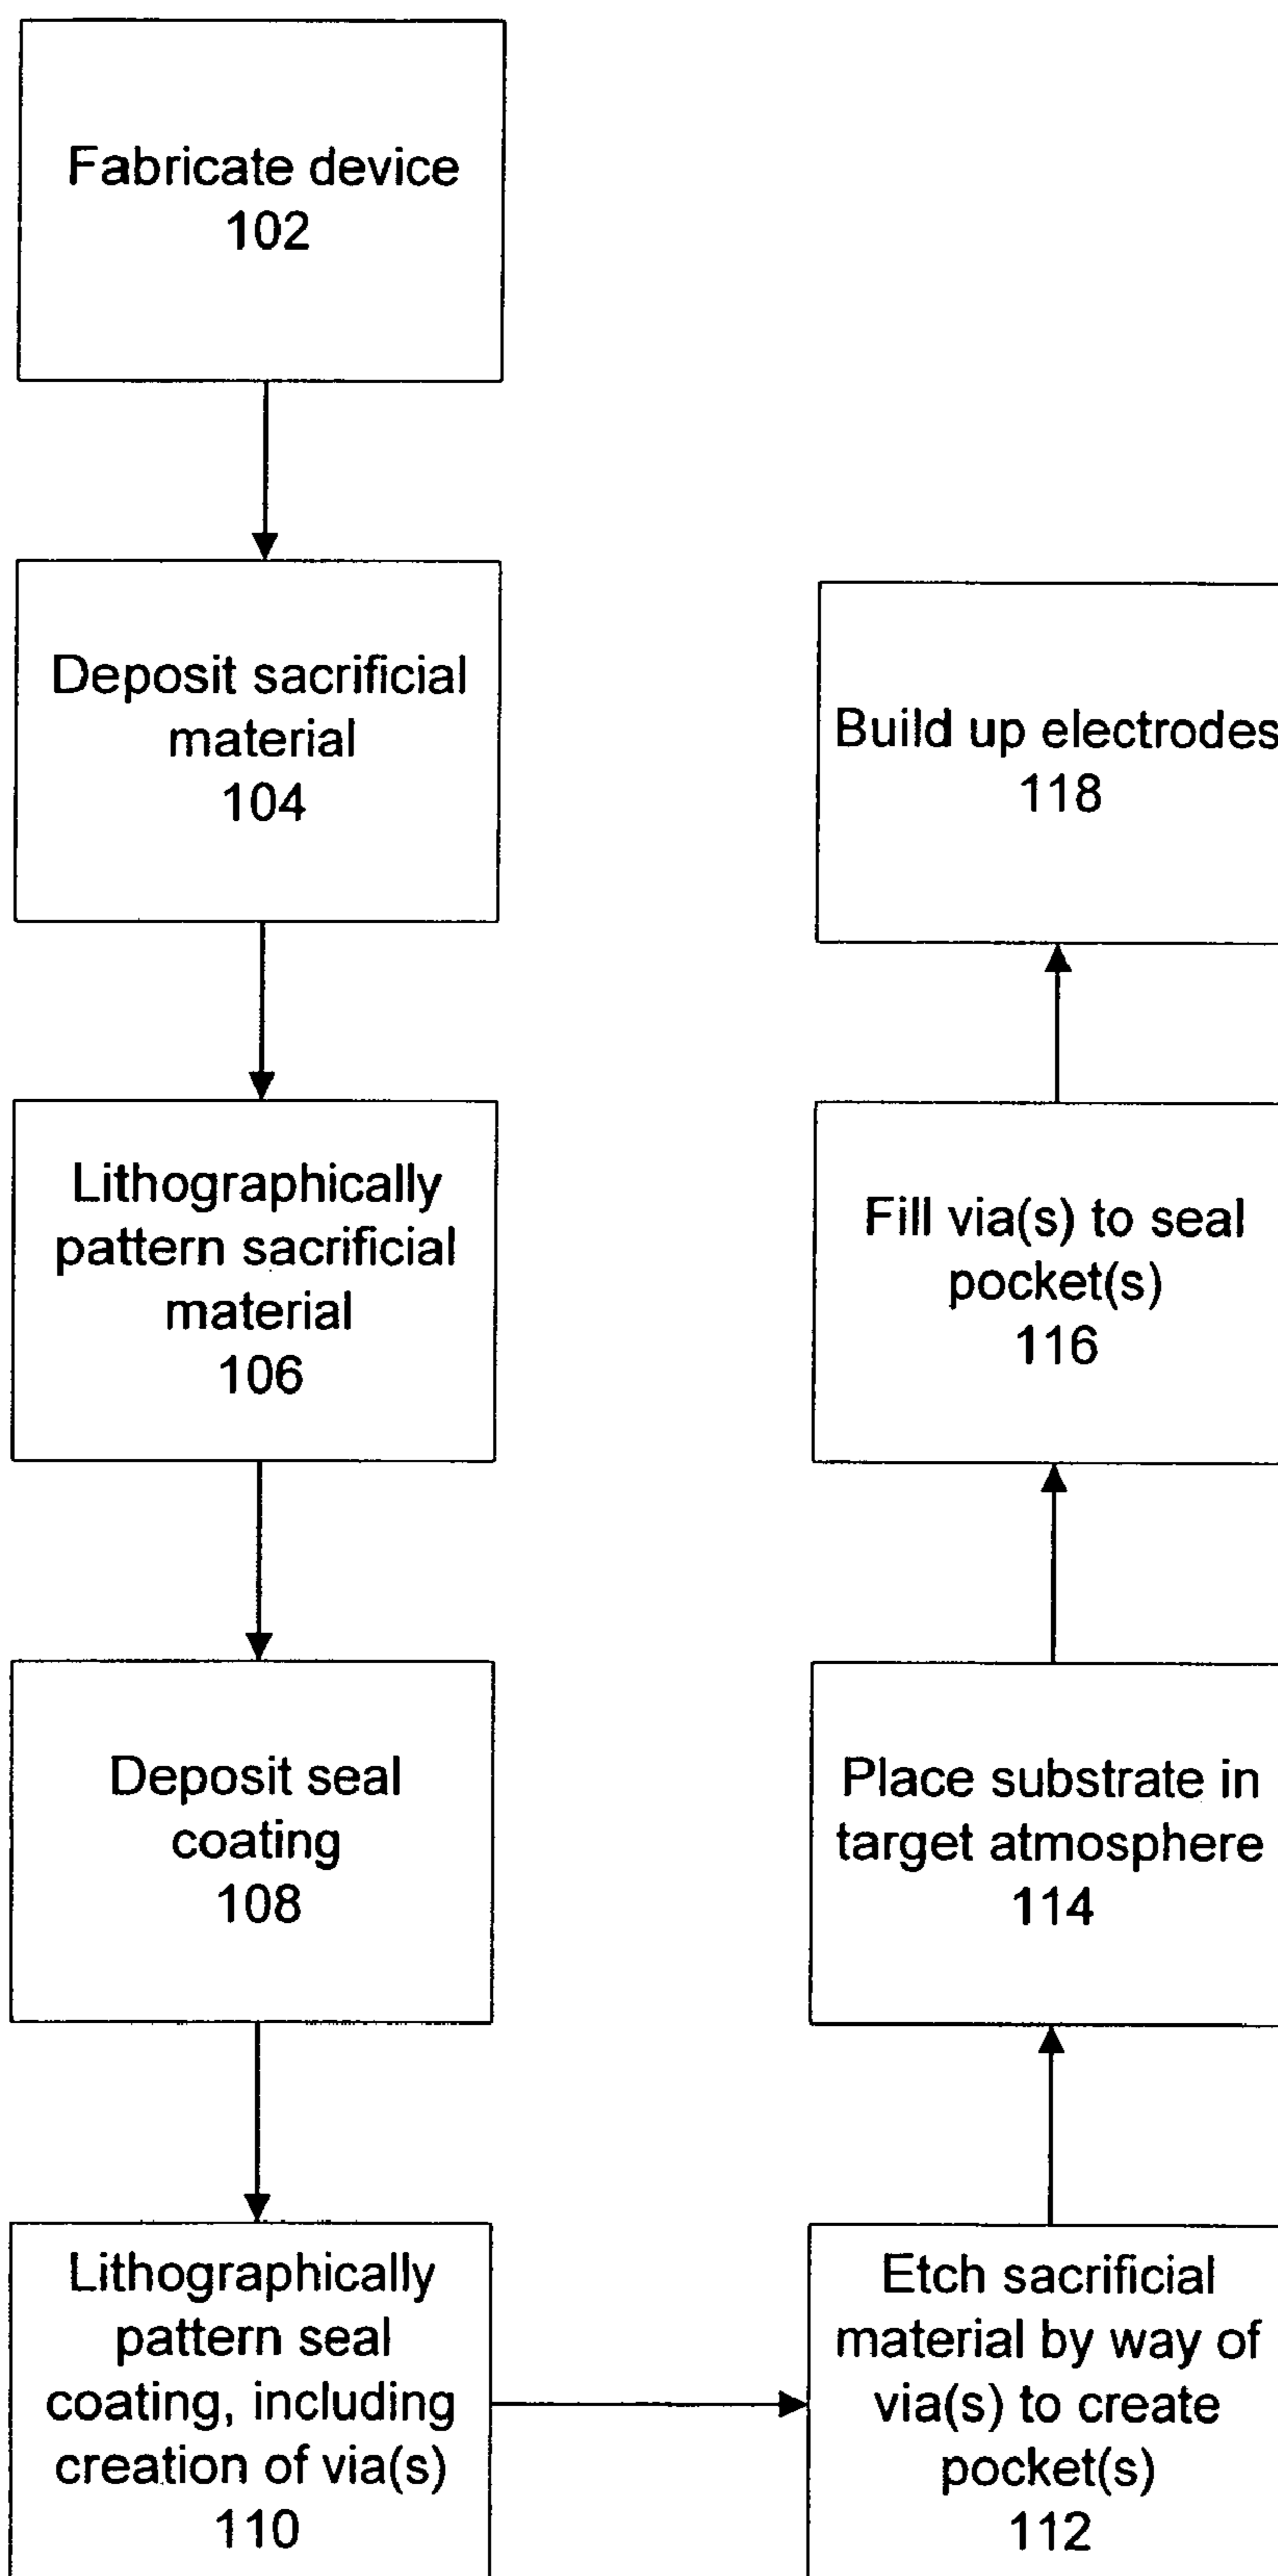 Fabricate device
102
Deposit sacrificial
material
104
Lithographically
pattern sacrificial
material
106
Deposit seal
coating
108
Lithographically
pattern seal
coating, including
creation of via(s)
110
Etch sacrificial
material by way of
via(s) to create
pocket(s)
112
Place substrate in
target atmosphere
114
Fill via(s) to seal
pocket(s)
116
Build up electrodes
118